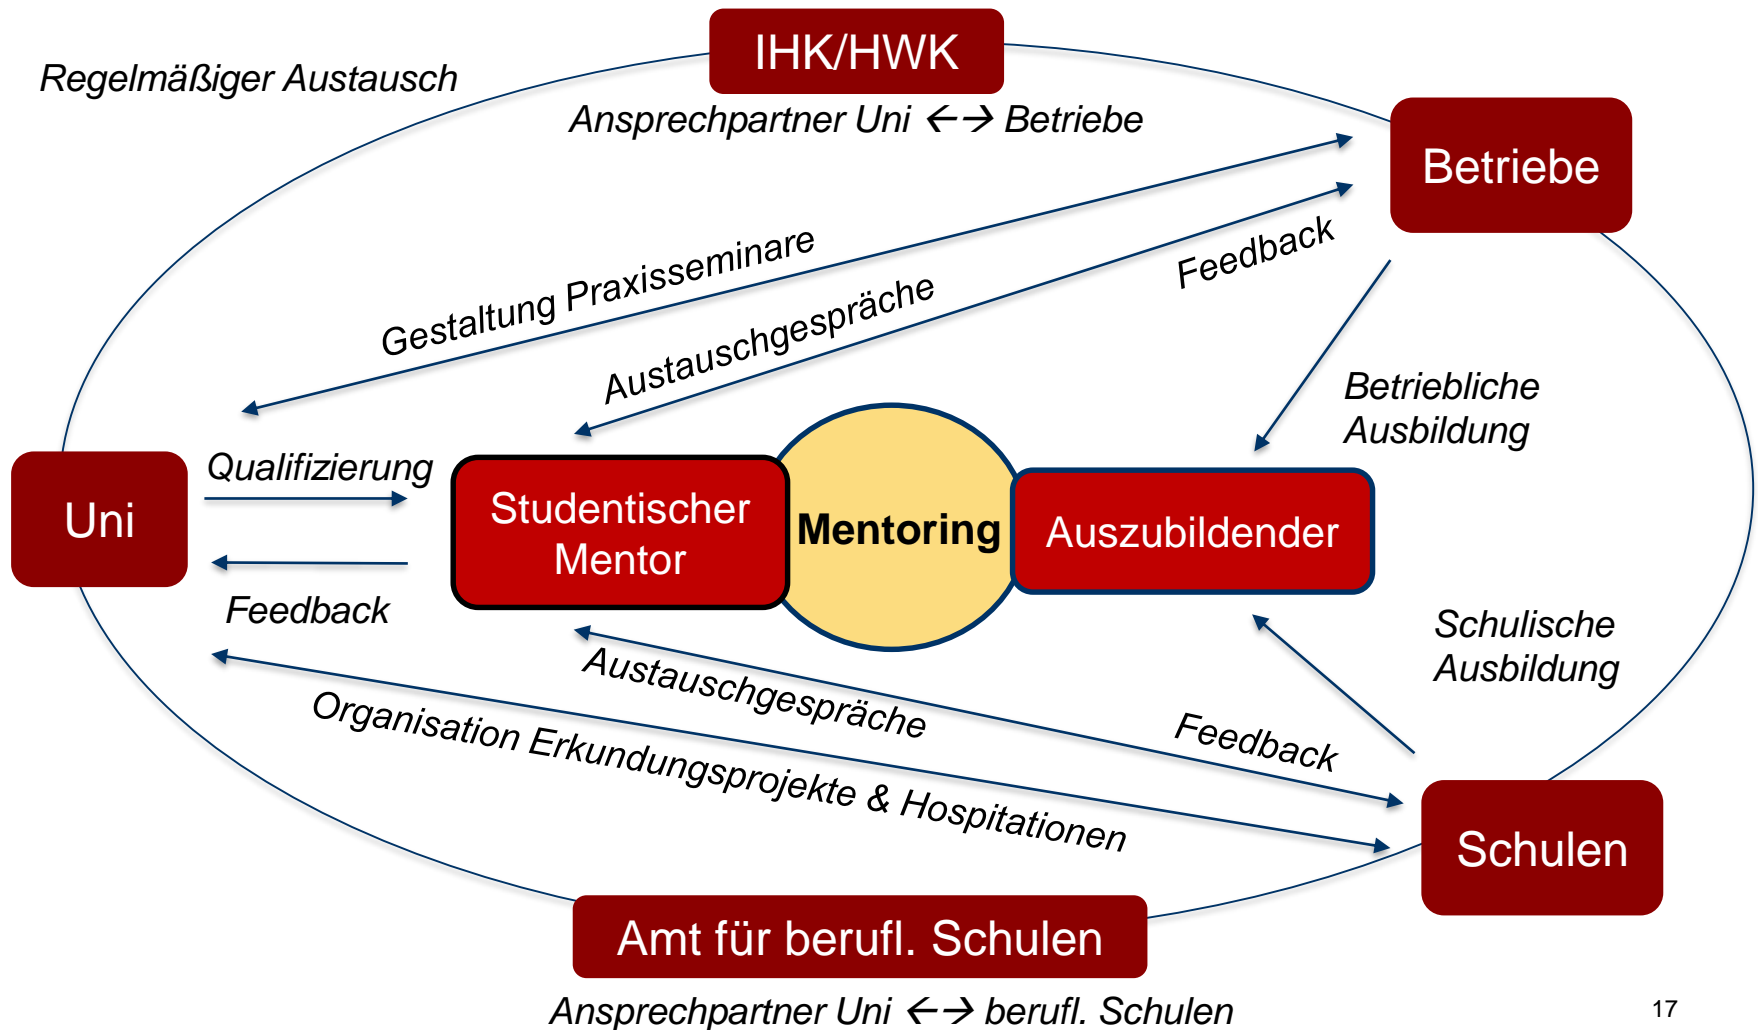 IHK/HWK
Regelmäßiger Austausch
Ansprechpartner Uni ←→ Betriebe
Betriebe
Gestaltung Praxisseminare
Austauschgespräche
Feedback
Betriebliche
Ausbildung
Uni
Qualifizierung
Studentischer
Mentor
Mentoring
Auszubildender
Feedback
Schulische
Ausbildung
Austauschgespräche
Feedback
Organisation Erkundungsprojekte & Hospitationen
Schulen
Amt für berufl. Schulen
Ansprechpartner Uni ←→ berufl. Schulen
17